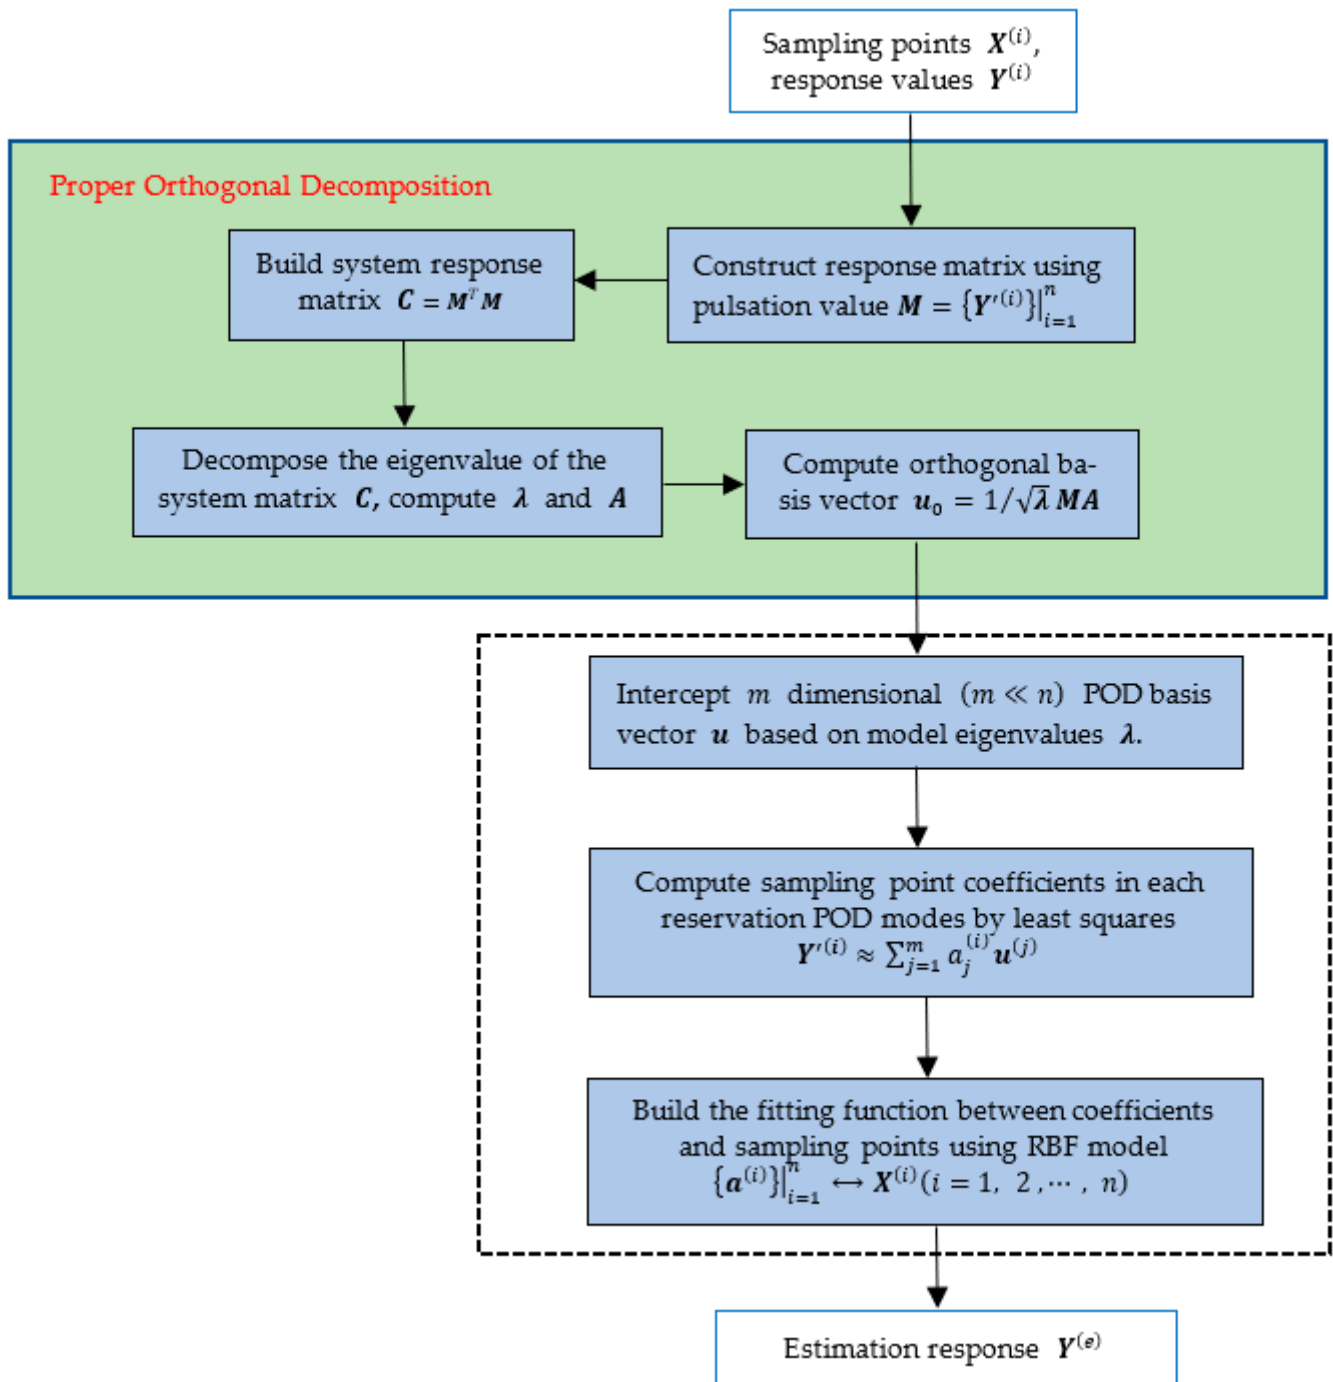 Sampling points X^(i),
response values Y^(i)
Proper Orthogonal Decomposition
Construct response matrix using
pulsation value M = {Y′^(i)}|_{i=1}^n
Build system response
matrix C = M^T M
Decompose the eigenvalue of the
system matrix C, compute λ and A
Compute orthogonal ba-
sis vector u_0 = 1/√λ MA
Intercept m dimensional (m ≪ n) POD basis
vector u based on model eigenvalues λ.
Compute sampling point coefficients in each
reservation POD modes by least squares
Y′^(i) ≈ ∑_{j=1}^m a_j^(i) u^(j)
Build the fitting function between coefficients
and sampling points using RBF model
{a^(i)}|_{i=1}^n ↔ X^(i)(i = 1, 2 ,⋯ , n)
Estimation response Y^(e)